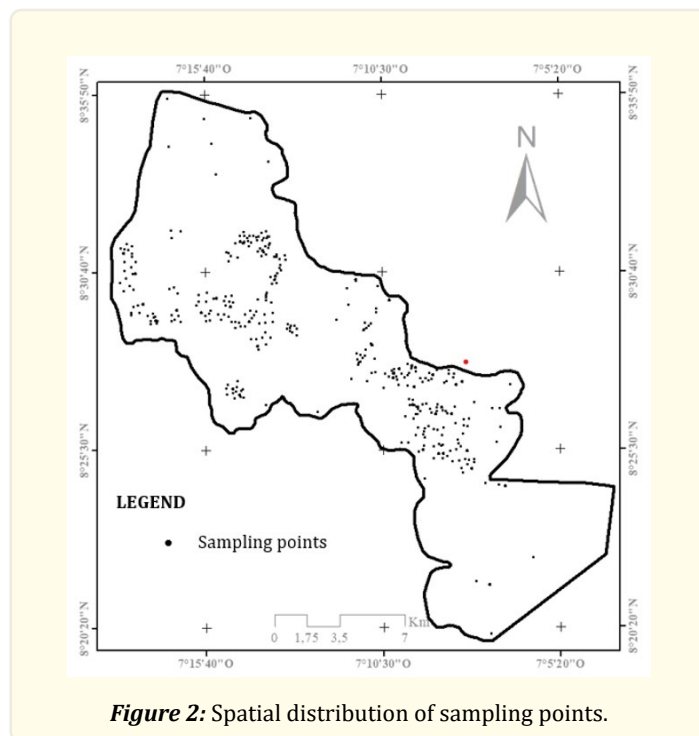 7°15'40"O 7°10'30"O 7°5'20"O
8°35'50"N 8°35'50"N
N
8°30'40"N 8°30'40"N
8°25'30"N 8°25'30"N
LEGEND
Sampling points
8°20'20"N 8°20'20"N
Km
0 1,75 3,5 7
7°15'40"O 7°10'30"O 7°5'20"O
Figure 2: Spatial distribution of sampling points.